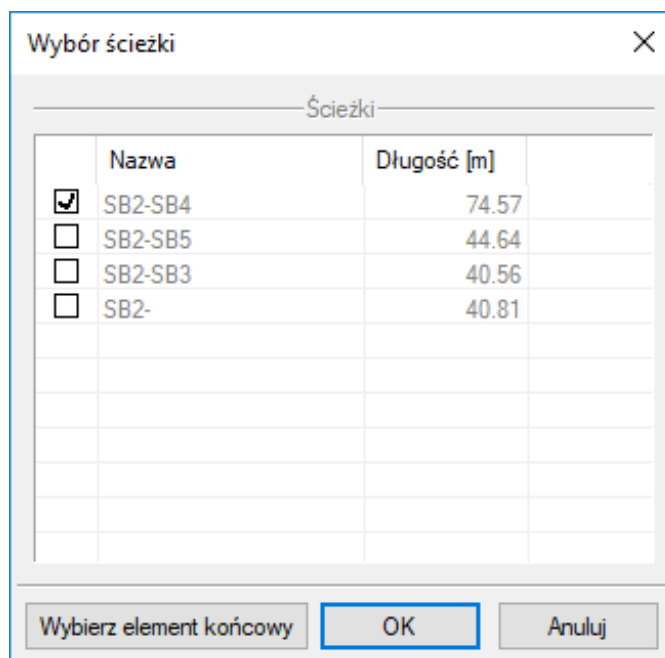 Wybór ścieżki
Ścieżki
Nazwa Długość [m]
SB2-SB4 74.57
SB2-SB5 44.64
SB2-SB3 40.56
SB2- 40.81
Wybierz element końcowy OK Anuluj